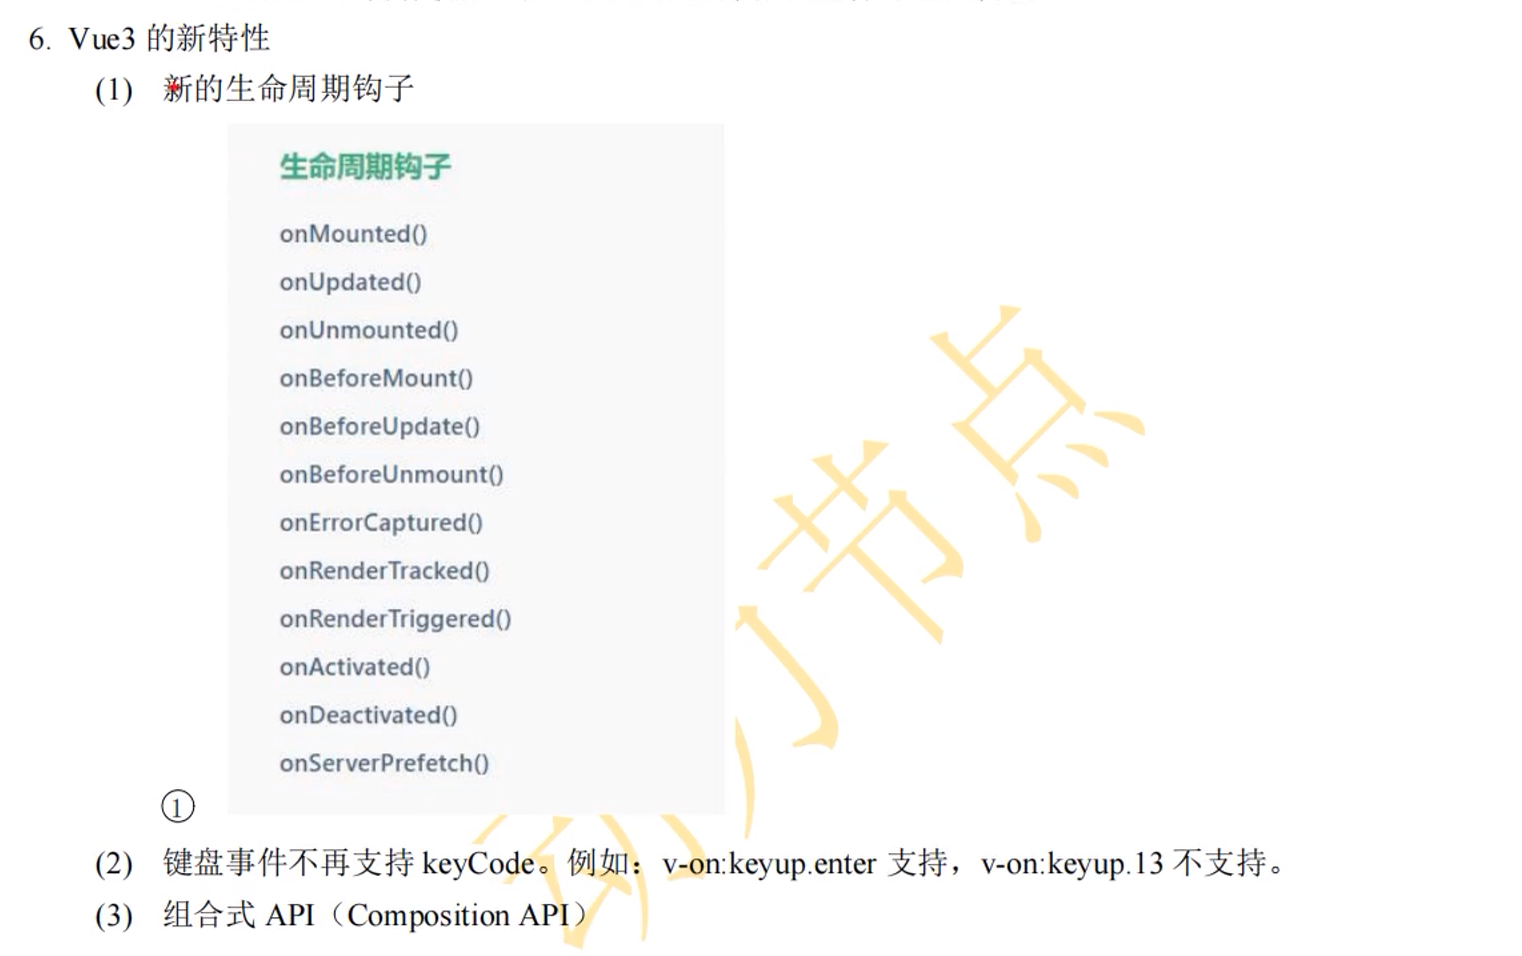 6. Vue3 的新特性
(1) 新的生命周期钩子
生命周期钩子
onMounted()
onUpdated()
onUnmounted()
onBeforeMount()
onBeforeUpdate()
onBeforeUnmount()
onErrorCaptured()
onRenderTracked()
onRenderTriggered()
onActivated()
onDeactivated()
onServerPrefetch()
①
(2) 键盘事件不再支持 keyCode。例如：v-on:keyup.enter 支持，v-on:keyup.13 不支持。
(3) 组合式 API（Composition API）
动力节点